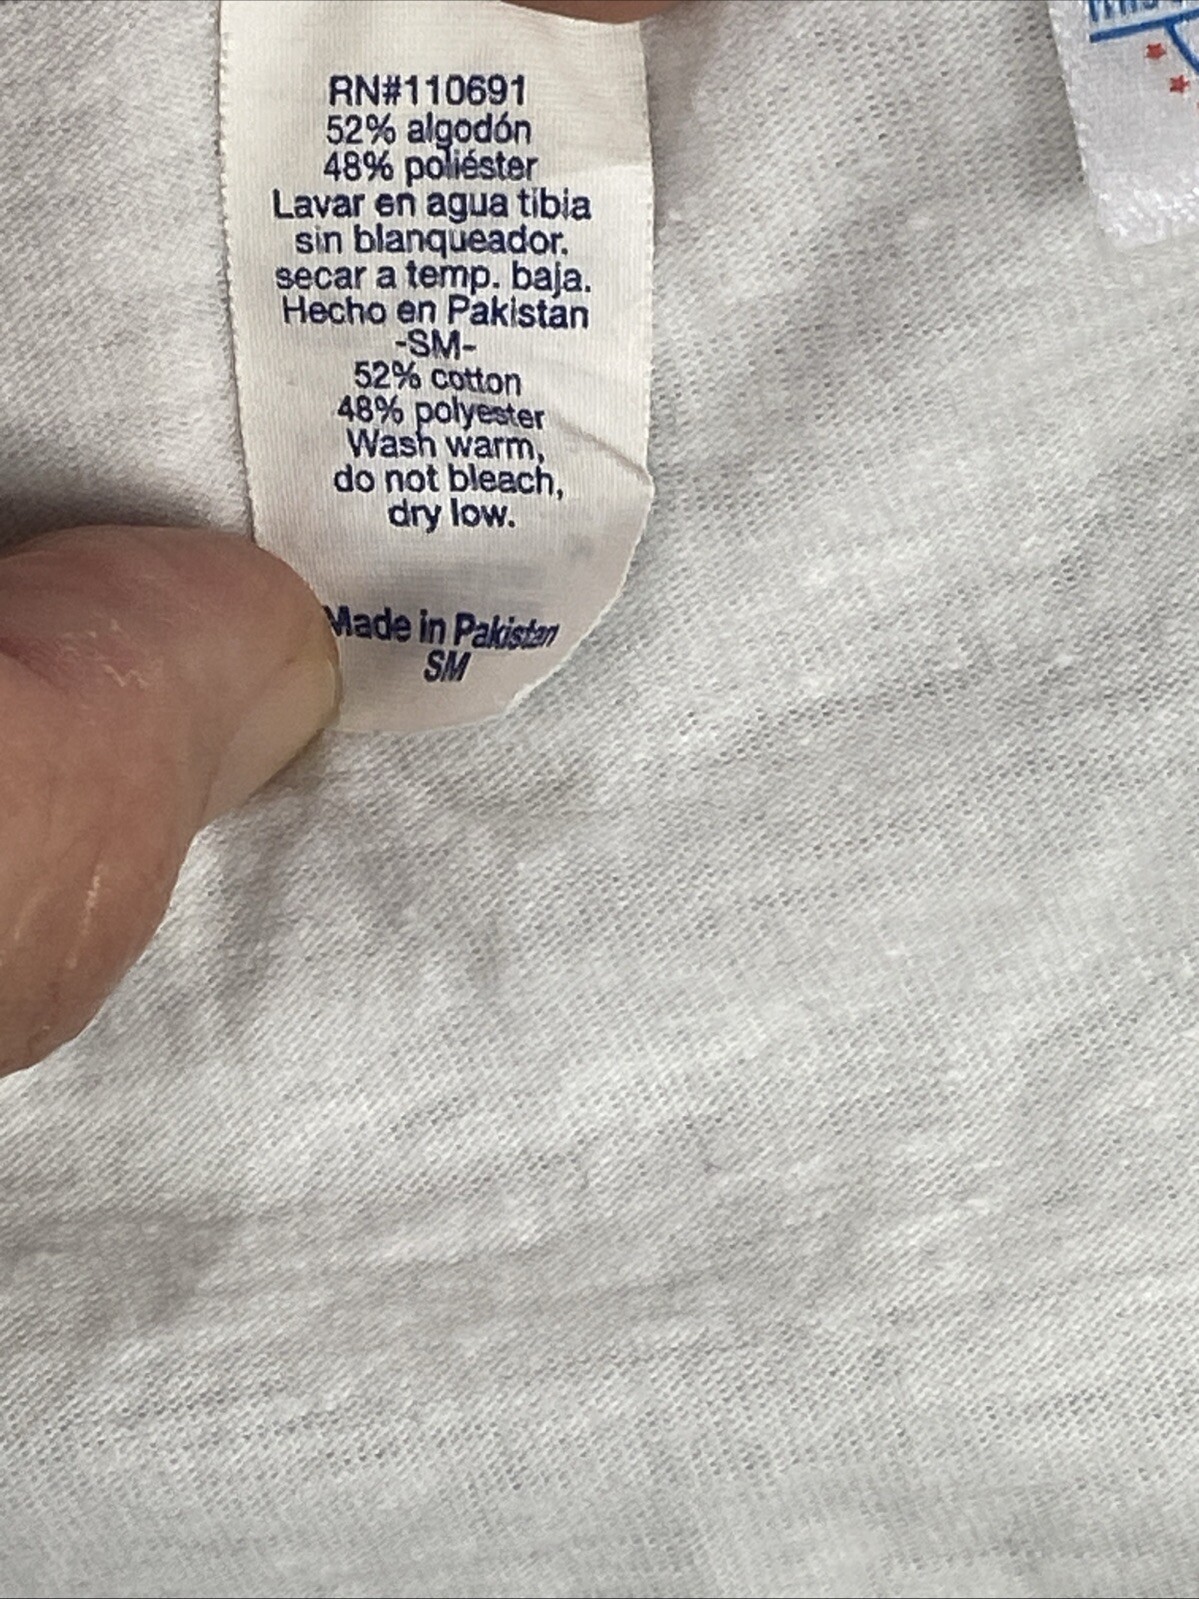 RN#110691
52% algodón
48% poliéster
Lavar en agua tibia
sin blanqueador.
secar a temp. baja.
Hecho en Pakistan
-SM-
52% cotton
48% polyester
Wash warm,
do not bleach,
dry low.
Made in Pakistan
SM